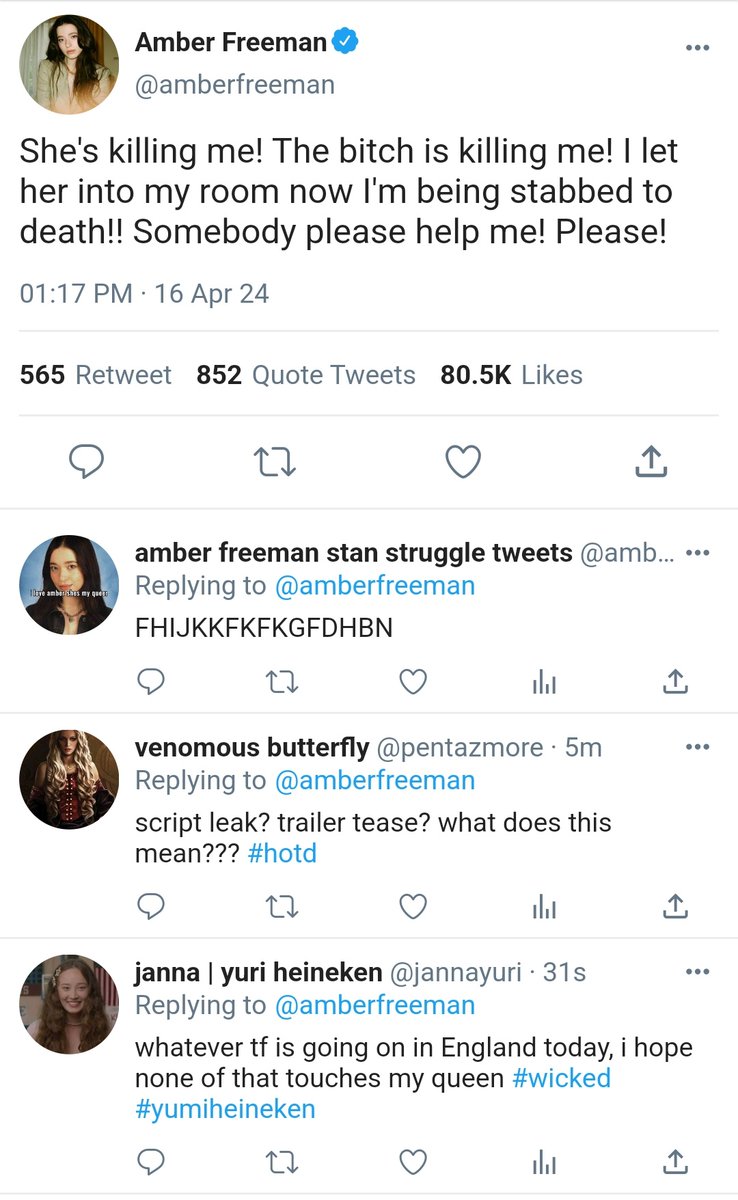 Amber Freeman
@amberfreeman
She's killing me! The bitch is killing me! I let
her into my room now I'm being stabbed to
death!! Somebody please help me! Please!
01:17 PM · 16 Apr 24
565 Retweet 852 Quote Tweets 80.5K Likes
amber freeman stan struggle tweets @amb...
Replying to @amberfreeman
I love amber shes my queen
FHIJKKFKFKGFDHBN
venomous butterfly @pentazmore · 5m
Replying to @amberfreeman
script leak? trailer tease? what does this
mean??? #hotd
janna | yuri heineken @jannayuri · 31s
Replying to @amberfreeman
whatever tf is going on in England today, i hope
none of that touches my queen #wicked
#yumiheineken